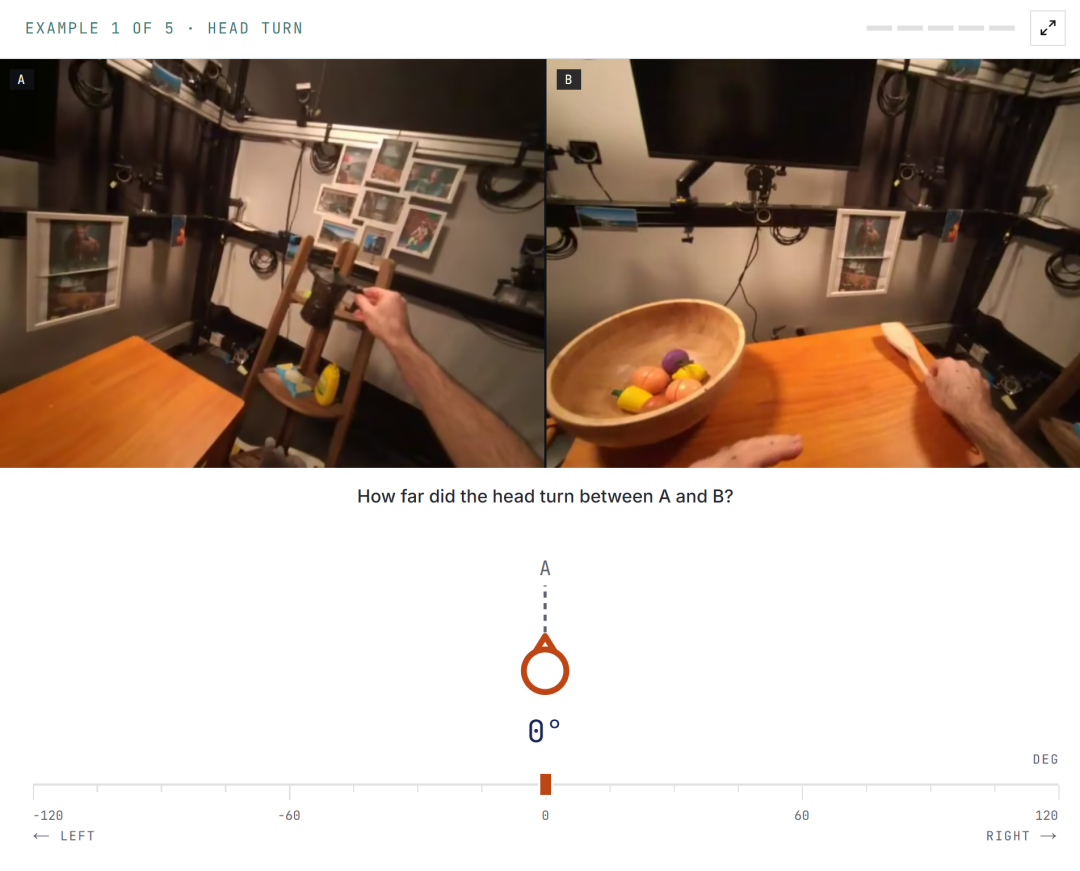 EXAMPLE 1 OF 5 · HEAD TURN
A
B
How far did the head turn between A and B?
A
0°
DEG
-120
-60
0
60
120
← LEFT
RIGHT →